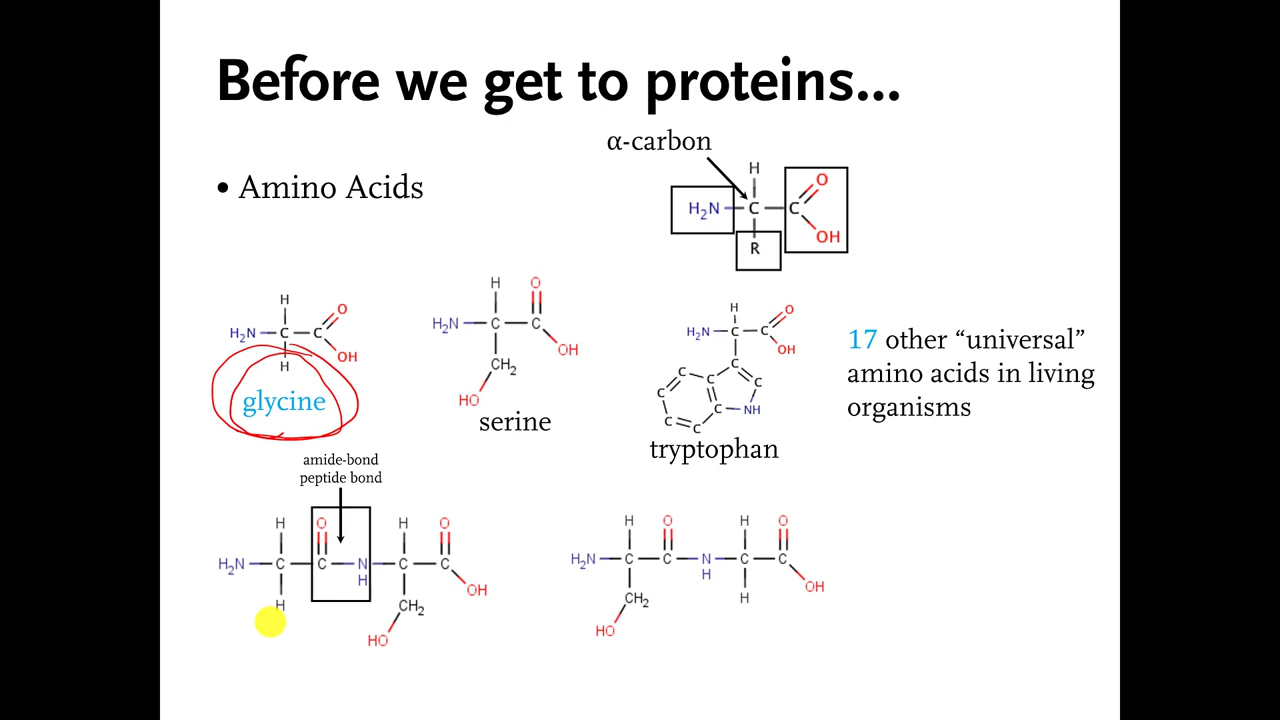 Before we get to proteins...
α-carbon
• Amino Acids
H
H₂N C C O
OH
R
H
H₂N C C O
OH
H
glycine
H O
H₂N C C
OH
CH₂
HO
serine
H
H₂N C C O
OH
C
C C C
C C
C C NH
C
tryptophan
17 other “universal”
amino acids in living
organisms
amide-bond
peptide bond
H O H O
H₂N C C N C C
H
OH
H CH₂
HO
H O H O
H₂N C C N C C
H
OH
CH₂ H
HO